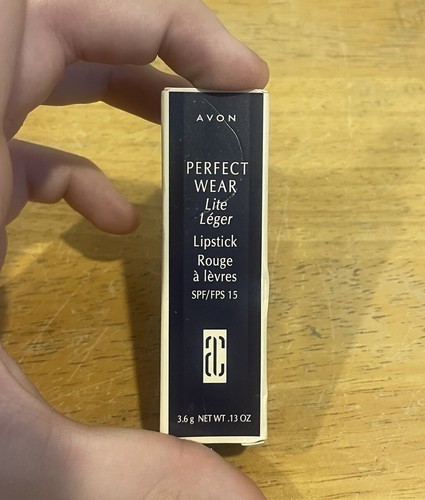 AVON
PERFECT
WEAR
Lite
Léger
Lipstick
Rouge
à lèvres
SPF/FPS 15
3.6 g NET WT .13 OZ